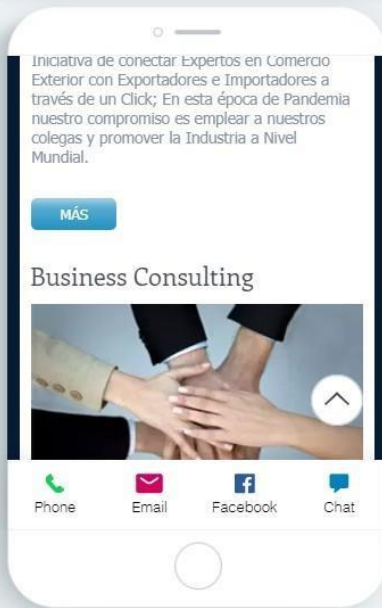 Iniciativa de conectar Expertos en Comercio
Exterior con Exportadores e Importadores a
través de un Click; En esta época de Pandemia
nuestro compromiso es emplear a nuestros
colegas y promover la Industria a Nivel
Mundial.
MÁS
Business Consulting
Phone Email Facebook Chat